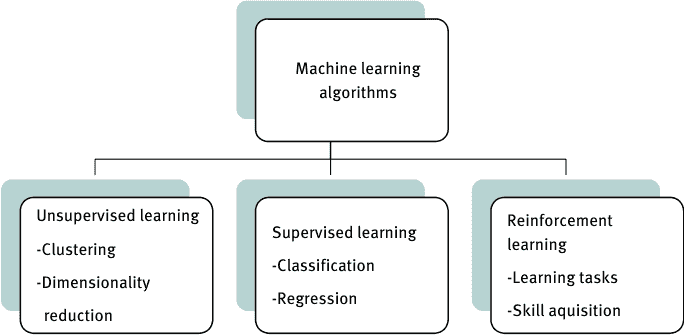 Machine learning
algorithms
Unsupervised learning
-Clustering
-Dimensionality
reduction
Supervised learning
-Classification
-Regression
Reinforcement
learning
-Learning tasks
-Skill aquisition